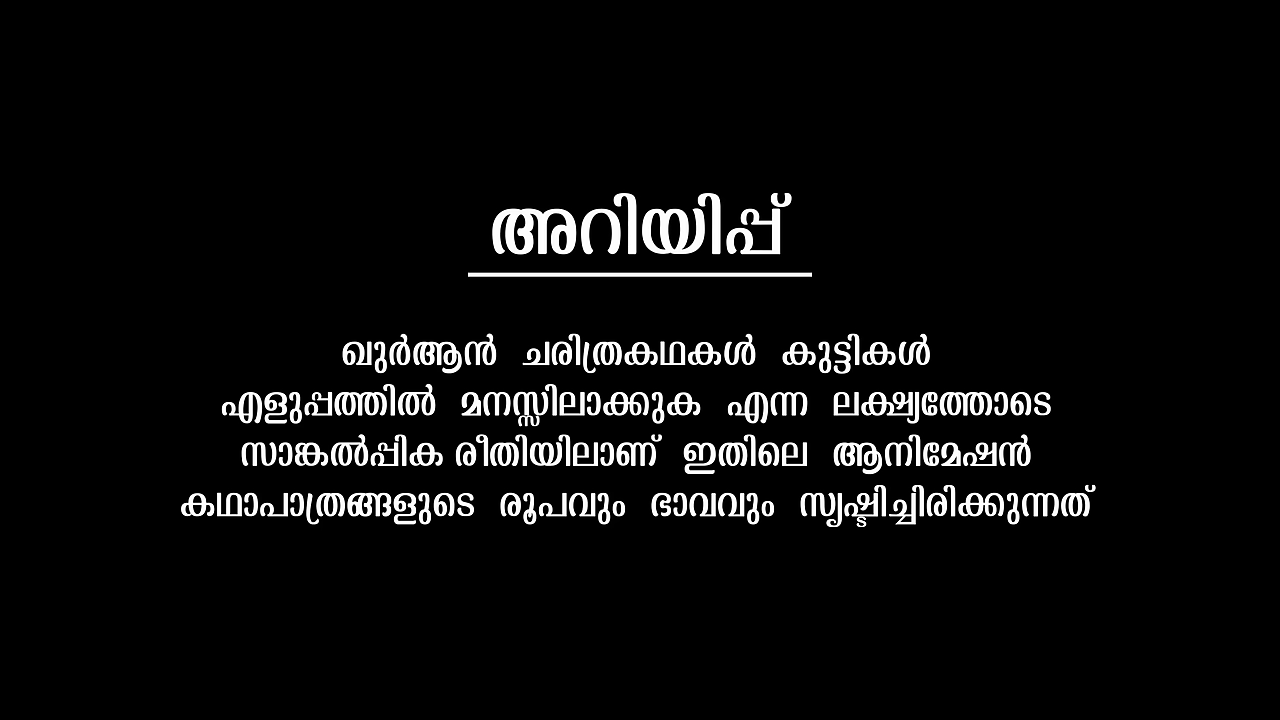 അറിയിപ്പ്
ഖുർആൻ ചരിത്രകഥകൾ കുട്ടികൾ
എളുപ്പത്തിൽ മനസ്സിലാക്കുക എന്ന ലക്ഷ്യത്തോടെ
സാങ്കൽപ്പിക രീതിയിലാണ് ഇതിലെ ആനിമേഷൻ
കഥാപാത്രങ്ങളുടെ രൂപവും ഭാവവും സൃഷ്ടിച്ചിരിക്കുന്നത്